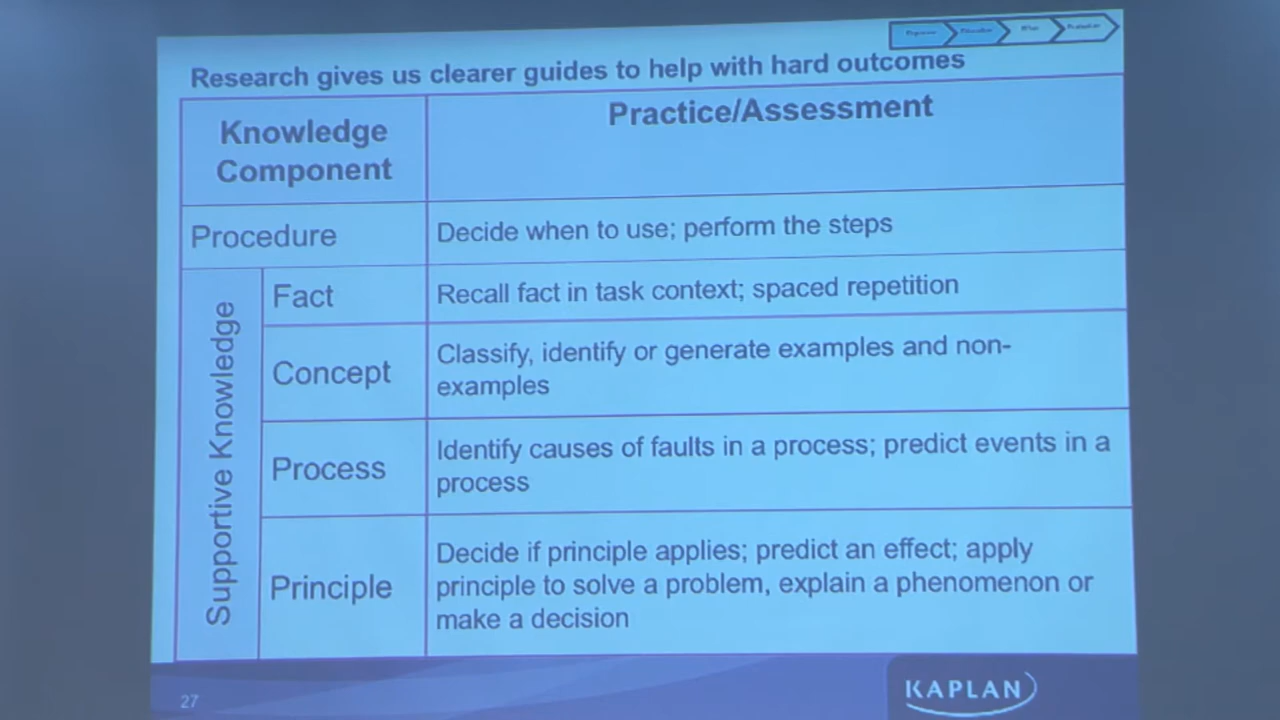 Research gives us clearer guides to help with hard outcomes
Knowledge
Component
Practice/Assessment
Procedure
Decide when to use; perform the steps
Supportive Knowledge
Fact
Recall fact in task context; spaced repetition
Concept
Classify, identify or generate examples and non-
examples
Process
Identify causes of faults in a process; predict events in a
process
Principle
Decide if principle applies; predict an effect; apply
principle to solve a problem, explain a phenomenon or
make a decision
27
KAPLAN